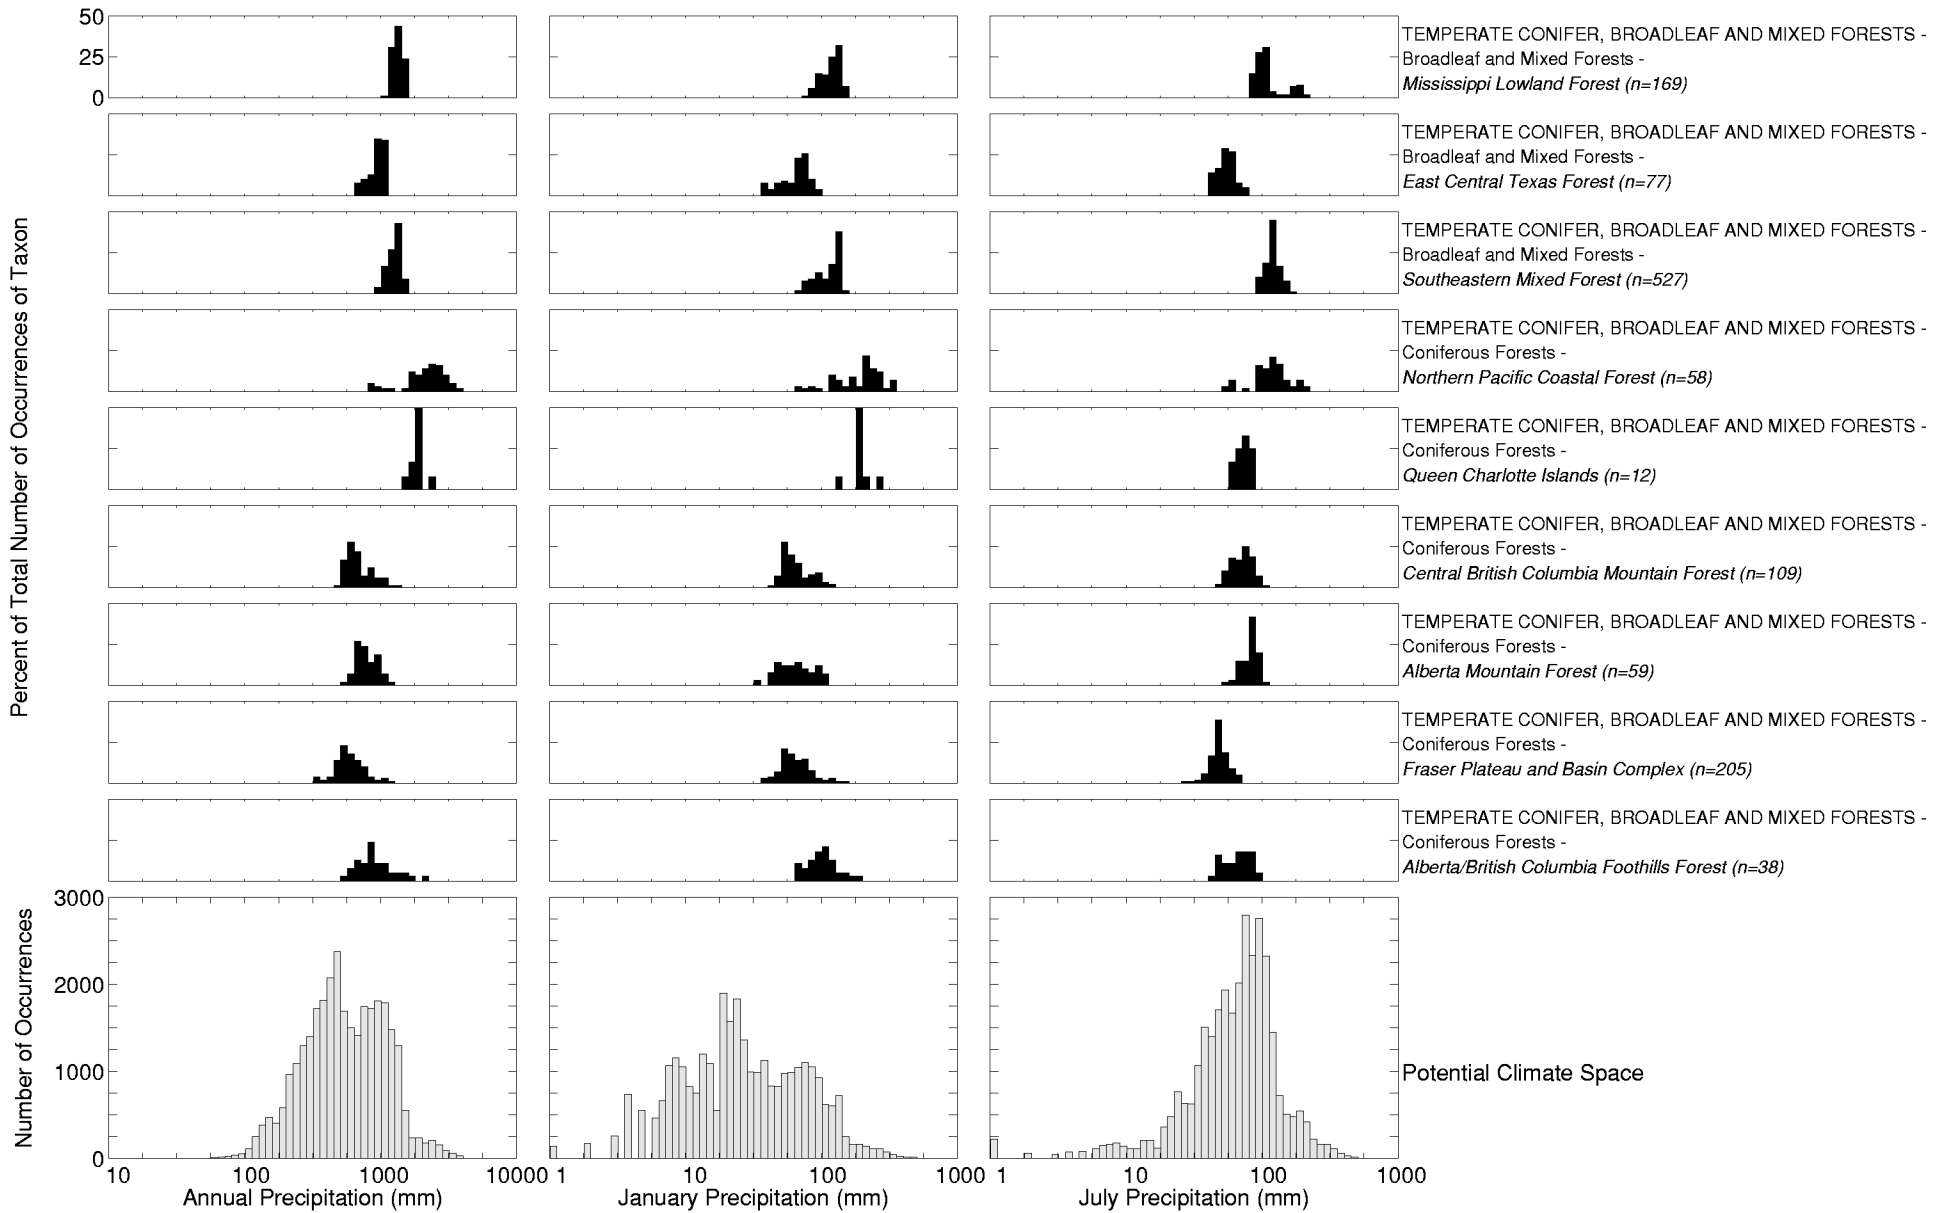 50
25
0
TEMPERATE CONIFER, BROADLEAF AND MIXED FORESTS -
Broadleaf and Mixed Forests -
Mississippi Lowland Forest (n=169)
TEMPERATE CONIFER, BROADLEAF AND MIXED FORESTS -
Broadleaf and Mixed Forests -
East Central Texas Forest (n=77)
TEMPERATE CONIFER, BROADLEAF AND MIXED FORESTS -
Broadleaf and Mixed Forests -
Southeastern Mixed Forest (n=527)
TEMPERATE CONIFER, BROADLEAF AND MIXED FORESTS -
Coniferous Forests -
Northern Pacific Coastal Forest (n=58)
TEMPERATE CONIFER, BROADLEAF AND MIXED FORESTS -
Coniferous Forests -
Queen Charlotte Islands (n=12)
TEMPERATE CONIFER, BROADLEAF AND MIXED FORESTS -
Coniferous Forests -
Central British Columbia Mountain Forest (n=109)
TEMPERATE CONIFER, BROADLEAF AND MIXED FORESTS -
Coniferous Forests -
Alberta Mountain Forest (n=59)
TEMPERATE CONIFER, BROADLEAF AND MIXED FORESTS -
Coniferous Forests -
Fraser Plateau and Basin Complex (n=205)
TEMPERATE CONIFER, BROADLEAF AND MIXED FORESTS -
Coniferous Forests -
Alberta/British Columbia Foothills Forest (n=38)
Percent of Total Number of Occurrences of Taxon
Number of Occurrences
3000
2000
1000
0
Potential Climate Space
10 100 1000 10000
1 10 100 1000
1 10 100 1000
Annual Precipitation (mm)
January Precipitation (mm)
July Precipitation (mm)